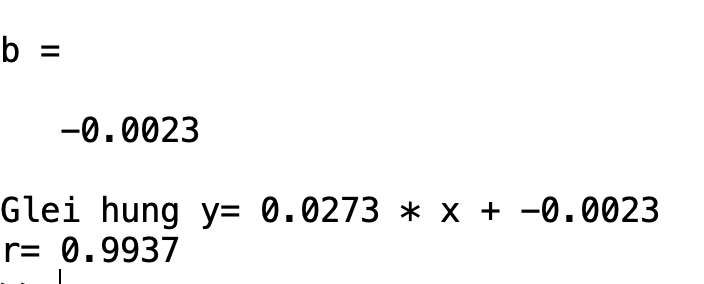 b =
-0.0023
Glei hung y= 0.0273 * x + -0.0023
r= 0.9937